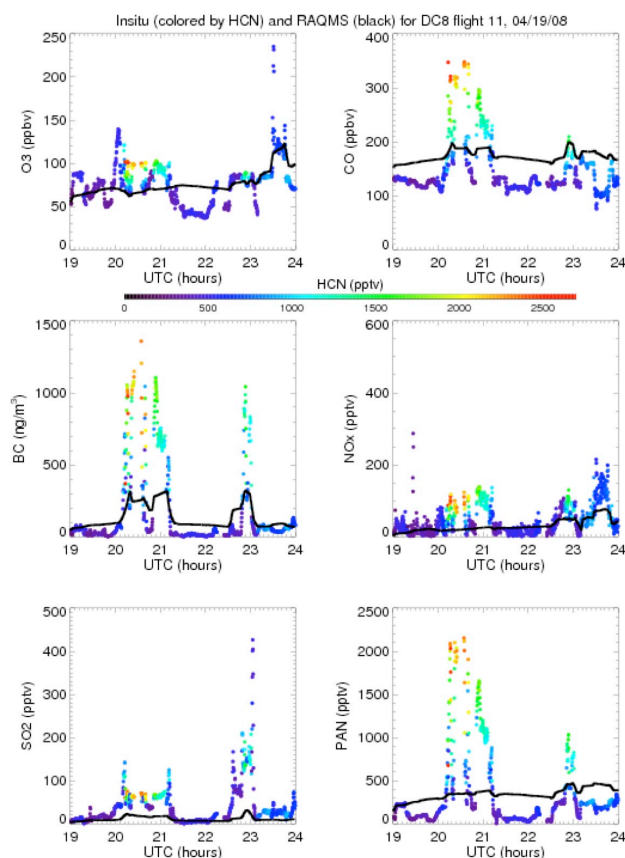 Insitu (colored by HCN) and RAQMS (black) for DC8 flight 11, 04/19/08
O3 (ppbv)
250
200
150
100
50
0
19 20 21 22 23 24
UTC (hours)
CO (ppbv)
400
300
200
100
0
19 20 21 22 23 24
UTC (hours)
HCN (pptv)
0 500 1000 1500 2000 2500
BC (ng/m³)
1500
1000
500
0
19 20 21 22 23 24
UTC (hours)
NOx (pptv)
600
400
200
0
19 20 21 22 23 24
UTC (hours)
SO2 (pptv)
500
400
300
200
100
0
19 20 21 22 23 24
UTC (hours)
PAN (pptv)
2500
2000
1500
1000
500
0
19 20 21 22 23 24
UTC (hours)